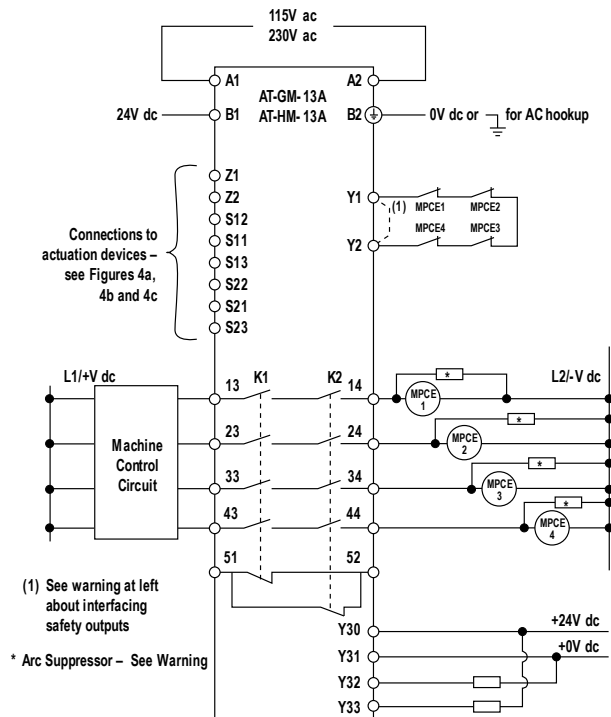 115V ac
230V ac
A1
AT-GM-13A
AT-HM-13A
A2
24V dc
B1
B2
0V dc or
for AC hookup
Z1
Z2
S12
S11
S13
S22
S21
S23
Connections to
actuation devices –
see Figures 4a,
4b and 4c
Y1
(1)
MPCE1
MPCE2
MPCE4
MPCE3
Y2
L1/+V dc
L2/-V dc
K1
K2
13
14
*
MPCE
1
23
24
*
MPCE
2
33
34
*
MPCE
3
43
44
*
MPCE
4
Machine
Control
Circuit
51
52
(1) See warning at left
about interfacing
safety outputs
* Arc Suppressor – See Warning
Y30
+24V dc
Y31
+0V dc
Y32
Y33